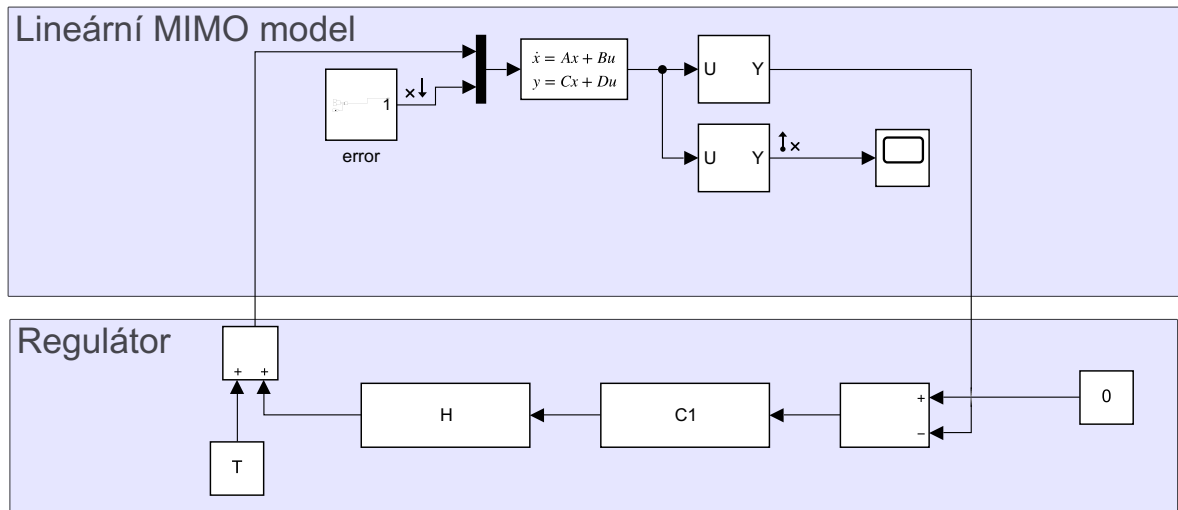 Lineární MIMO model
ẋ = Ax + Bu
y = Cx + Du
U Y
1
error
U Y
Regulátor
+ +
T
H
C1
+
−
0